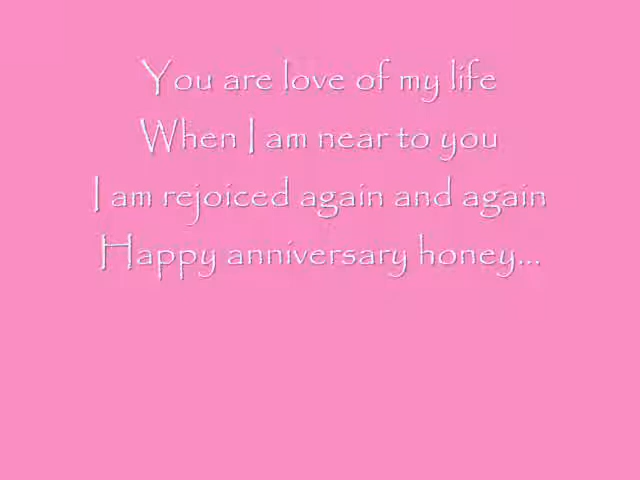 You are love of my life
When I am near to you
I am rejoiced again and again
Happy anniversary honey...